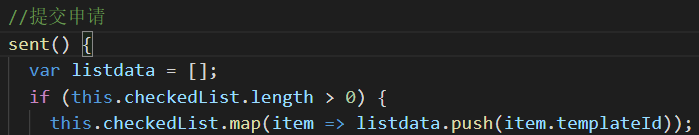 //提交申请
sent() {
var listdata = [];
if (this.checkedList.length > 0) {
this.checkedList.map(item => listdata.push(item.templateId));